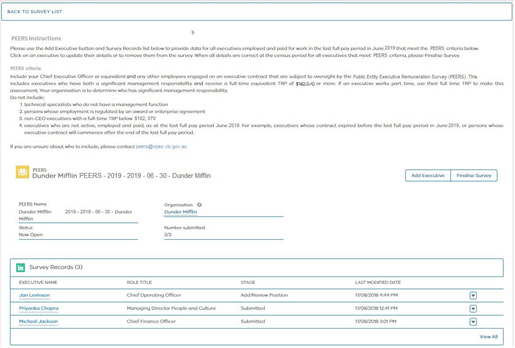 BACK TO SURVEY LIST
s
PEERS Instructions
Please use the Add Executive button and Survey Records list below to provide data for all executives employed and paid for work in the last full pay period in June 2019 that meet the PEERS criteria below.
Click on an executive to update their details or to remove them from the survey. When all details are correct at the census period for all executives that meet PEERS criteria, please Finalise Survey.
PEERS criteria
Include your Chief Executive Officer or equivalent and any other employees engaged on an executive contract that are subject to oversight by the Public Entity Executive Remuneration Survey (PEERS). This
includes executives who have both a significant management responsibility and receive a full-time equivalent TRP of $182,070 or more. If an executive works part time, use their full time TRP to make this
assessment. Your organisation is to determine who has significant management responsibility.
Do not include:
1. technical specialists who do not have a management function
2. persons whose employment is regulated by an award or enterprise agreement
3. non-CEO executives with a full-time TRP below $182, 070
4. executives who are not active, employed and paid, as at the last full pay period June 2019. For example, executives whose contract expired before the last full pay period in June 2019, or persons whose
executive contract will commence after the end of the last full pay period.
If you are unsure about who to include, please contact peers@vpsc.vic.gov.au
PEERS
Dunder Mifflin PEERS - 2019 - 2019 - 06 - 30 - Dunder Mifflin
Add Executive Finalise Survey
PEERS Name
Dunder Mifflin 2019 - 2019 - 06 - 30 - Dunder
Mifflin
Organisation
Dunder Mifflin
Status
Now Open
Number submitted
2/3
Survey Records (3)
EXECUTIVE NAME ROLE TITLE STAGE LAST MODIFIED DATE
Jan Levinson Chief Operating Officer Add/Review Position 17/08/2018 4:44 PM
Priyanka Chopra Managing Director People and Culture Submitted 17/08/2018 12:41 PM
Micheal Jackson Chief Finance Officer Submitted 17/08/2018 3:01 PM
View All